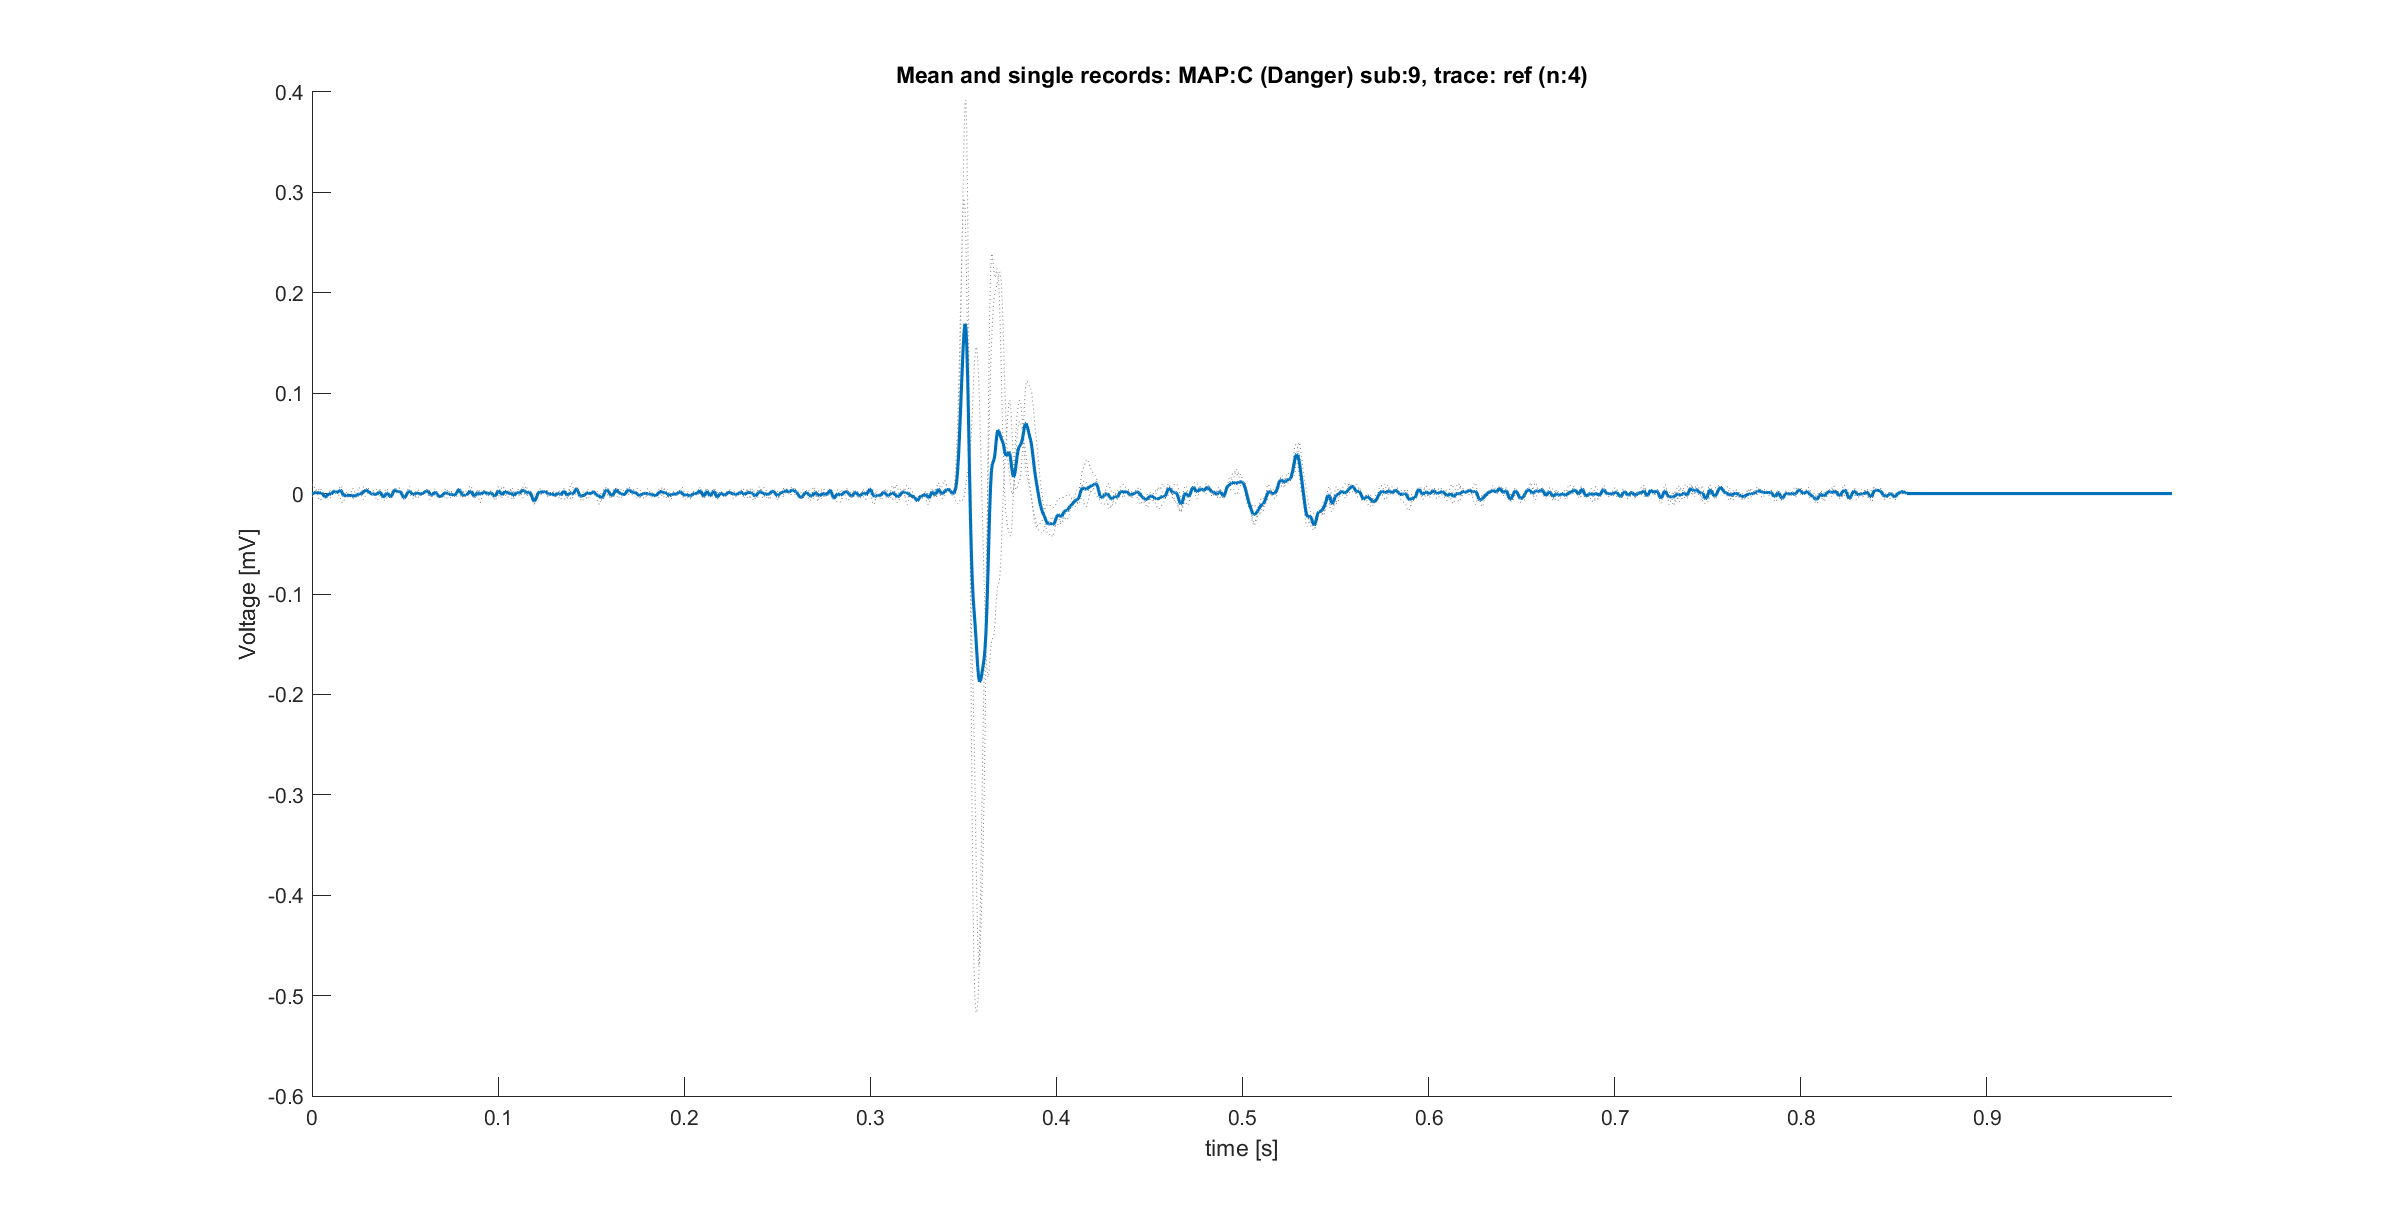 Mean and single records: MAP:C (Danger) sub:9, trace: ref (n:4)
0.4
0.3
0.2
0.1
0
-0.1
-0.2
-0.3
-0.4
-0.5
-0.6
Voltage [mV]
0 0.1 0.2 0.3 0.4 0.5 0.6 0.7 0.8 0.9
time [s]